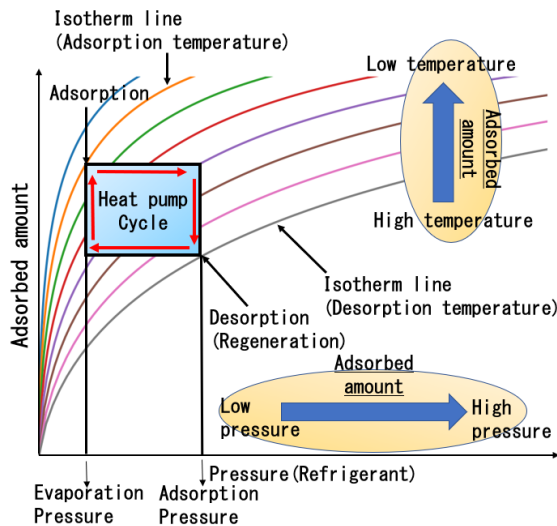 Isotherm line
(Adsorption temperature)
Adsorption
Low temperature
Adsorbed
amount
High temperature
Heat pump
Cycle
Adsorbed amount
Isotherm line
(Desorption temperature)
Desorption
(Regeneration)
Adsorbed
amount
Low
pressure
High
pressure
Pressure(Refrigerant)
Evaporation
Pressure
Adsorption
Pressure